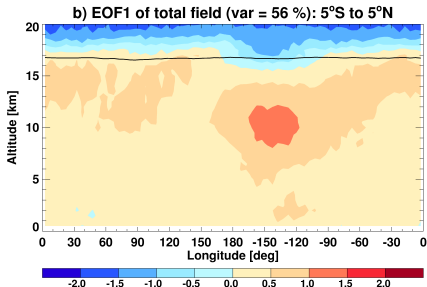 b) EOF1 of total field (var = 56 %): 5°S to 5°N
20
15
10
5
0
Altitude [km]
0 30 60 90 120 150 180 -150 -120 -90 -60 -30 0
Longitude [deg]
-2.0 -1.5 -1.0 -0.5 0.0 0.5 1.0 1.5 2.0